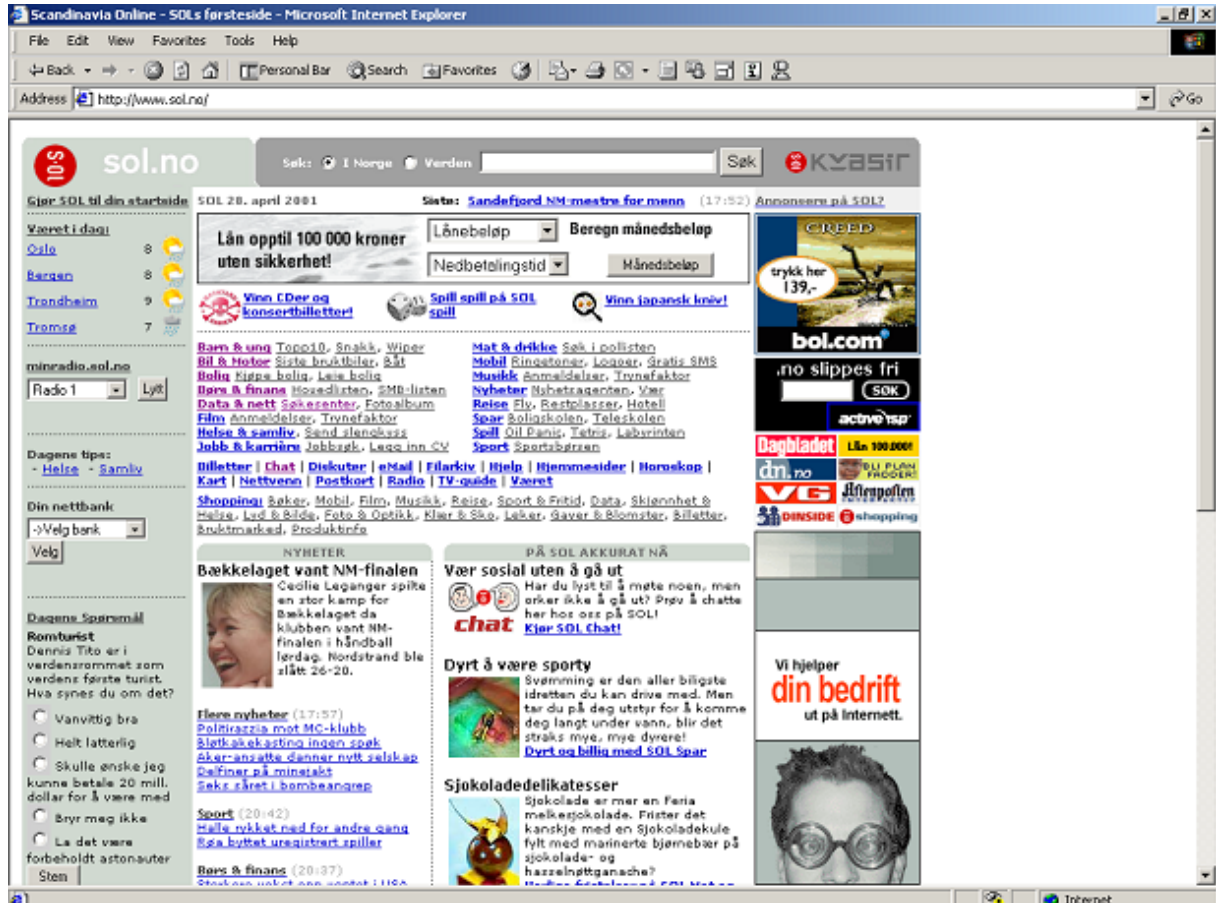 Scandinavia Online - SOLs førsteside - Microsoft Internet Explorer
File Edit View Favorites Tools Help
Back Personal Bar Search Favorites
Address http://www.sol.no/ Go
SOL sol.no
Søk: I Norge Verden Søk
KVASIR
Gjør SOL til din startside
Været i dag:
Oslo 8
Bergen 8
Trondheim 9
Tromsø 7
minradio.sol.no
Radio 1 Lytt
Dagens tips:
- Helse - Samliv
Din nettbank
->Velg bank
Velg
Dagens Spørsmål
Romturist
Dennis Tito er i
verdensrommet som
verdens første turist.
Hva synes du om det?
Vanvittig bra
Helt latterlig
Skulle ønske jeg
kunne betale 20 mill.
dollar for å være med
Bryr meg ikke
La det være
forbeholdt astonauter
Stem
SOL 28. april 2001 Siste: Sandefjord NM-mestre for menn (17:52)
Lån opptil 100 000 kroner
uten sikkerhet!
Lånebeløp Beregn månedsbeløp
Nedbetalingstid Månedsbeløp
Vinn CDer og
konsertbilletter!
Spill spill på SOL
spill
Vinn japansk kniv!
Barn & ung Topp10, Snakk, Wiper
Bil & Motor Siste bruktbiler, Båt
Bolig Kjøpe bolig, Leie bolig
Børs & finans Hovedlisten, SMB-listen
Data & nett Søkesenter, Fotoalbum
Film Anmeldelser, Trynefaktor
Helse & samliv, Send slengkyss
Jobb & karrière Jobbsøk, Legg inn CV
Mat & drikke Søk i pollisten
Mobil Ringetoner, Logoer, Gratis SMS
Musikk Anmeldelser, Trynefaktor
Nyheter Nyhetsagenten, Vær
Reise Fly, Restplasser, Hotell
Spar Boligskolen, Teleskolen
Spill Oil Panic, Tetris, Labyrinten
Sport Sportsbørsen
Billetter | Chat | Diskuter | eMail | Filarkiv | Hjelp | Hjemmesider | Horoskop |
Kart | Nettvenn | Postkort | Radio | TV-guide | Været
Shopping: Bøker, Mobil, Film, Musikk, Reise, Sport & Fritid, Data, Skjønnhet &
Helse, Lyd & Bilde, Foto & Optikk, Klær & Sko, Leker, Gaver & Blomster, Billetter,
Bruktmarked, Produktinfo
NYHETER
Bækkelaget vant NM-finalen
Cecilie Leganger spilte
en stor kamp for
Bækkelaget da
klubben vant NM-
finalen i håndball
lørdag. Nordstrand ble
slått 26-20.
Flere nyheter (17:57)
Politirazzia mot MC-klubb
Bløtkakekasting ingen spøk
Aker-ansatte danner nytt selskap
Delfiner på minejakt
Seks såret i bombeangrep
Sport (20:42)
Halle rykket ned for andre gang
Røa byttet uregistrert spiller
Børs & finans (20:37)
PÅ SOL AKKURAT NÅ
Vær sosial uten å gå ut
Har du lyst til å møte noen, men
orker ikke å gå ut? Prøv å chatte
her hos oss på SOL!
Kjør SOL Chat!
chat
Dyrt å være sporty
Svømming er den aller biligste
idretten du kan drive med. Men
tar du på deg utstyr for å komme
deg langt under vann, blir det
straks mye, mye dyrere!
Dyrt og billig med SOL Spar
Sjokoladedelikatesser
Sjokolade er mer en Feria
melkesjokolade. Frister det
kanskje med en Sjokoladekule
fylt med marinerte bjørnebær på
sjokolade- og
hasselnøttganache?
Annonsere på SOL?
CREED
trykk her
139,-
bol.com
.no slippes fri
SØK
active isp
Dagbladet Lån 100.000!
dn.no BLI PLAN FADDER!
VG Aftenposten
DINSIDE shopping
Vi hjelper
din bedrift
ut på Internett.
Internet